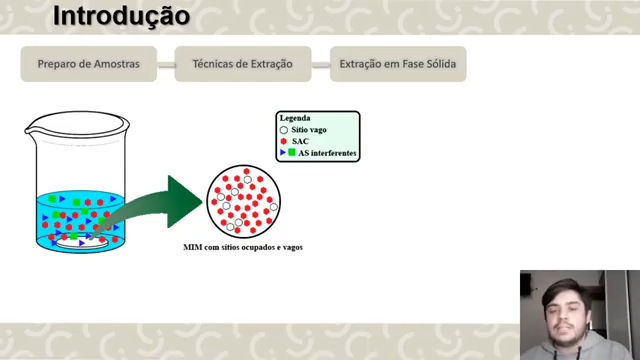 Introdução
Preparo de Amostras
Técnicas de Extração
Extração em Fase Sólida
Legenda
Sítio vago
SAC
AS interferentes
MIM com sítios ocupados e vagos